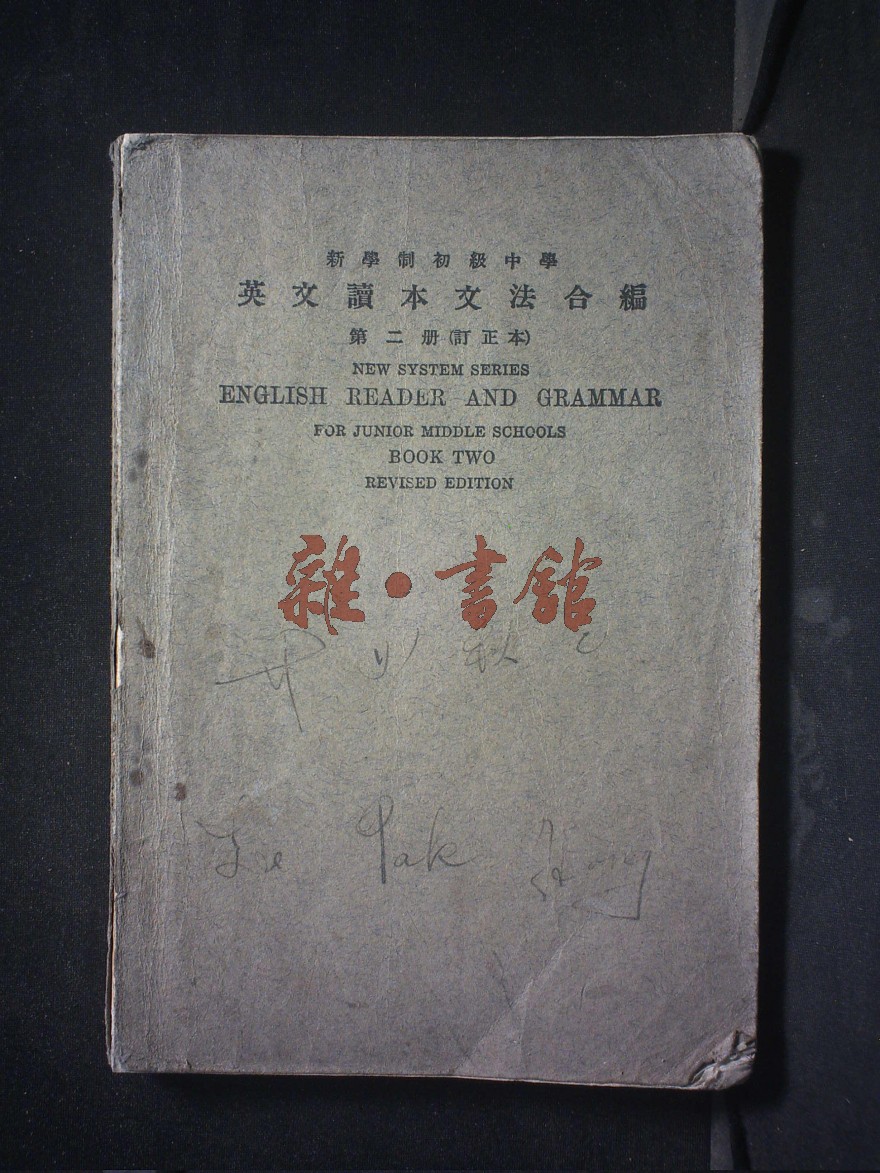 新學制初級中學
英文讀本文法合編
第二册(訂正本)
NEW SYSTEM SERIES
ENGLISH READER AND GRAMMAR
FOR JUNIOR MIDDLE SCHOOLS
BOOK TWO
REVISED EDITION
雜·書館
Tak